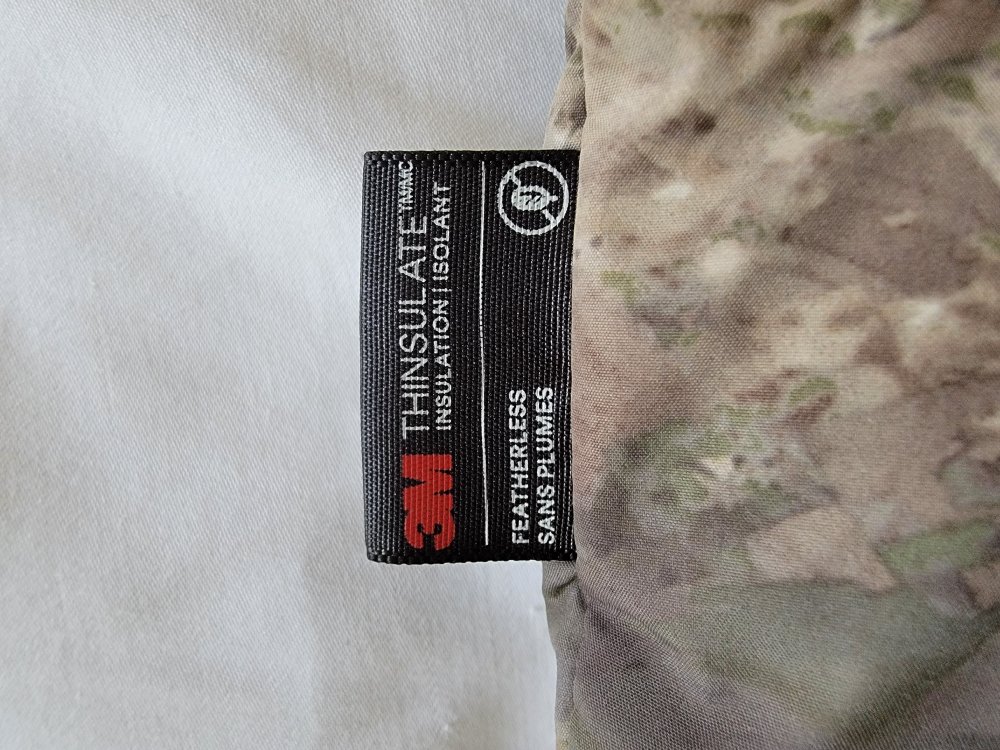 3M THINSULATE™/MC
INSULATION | ISOLANT
FEATHERLESS
SANS PLUMES